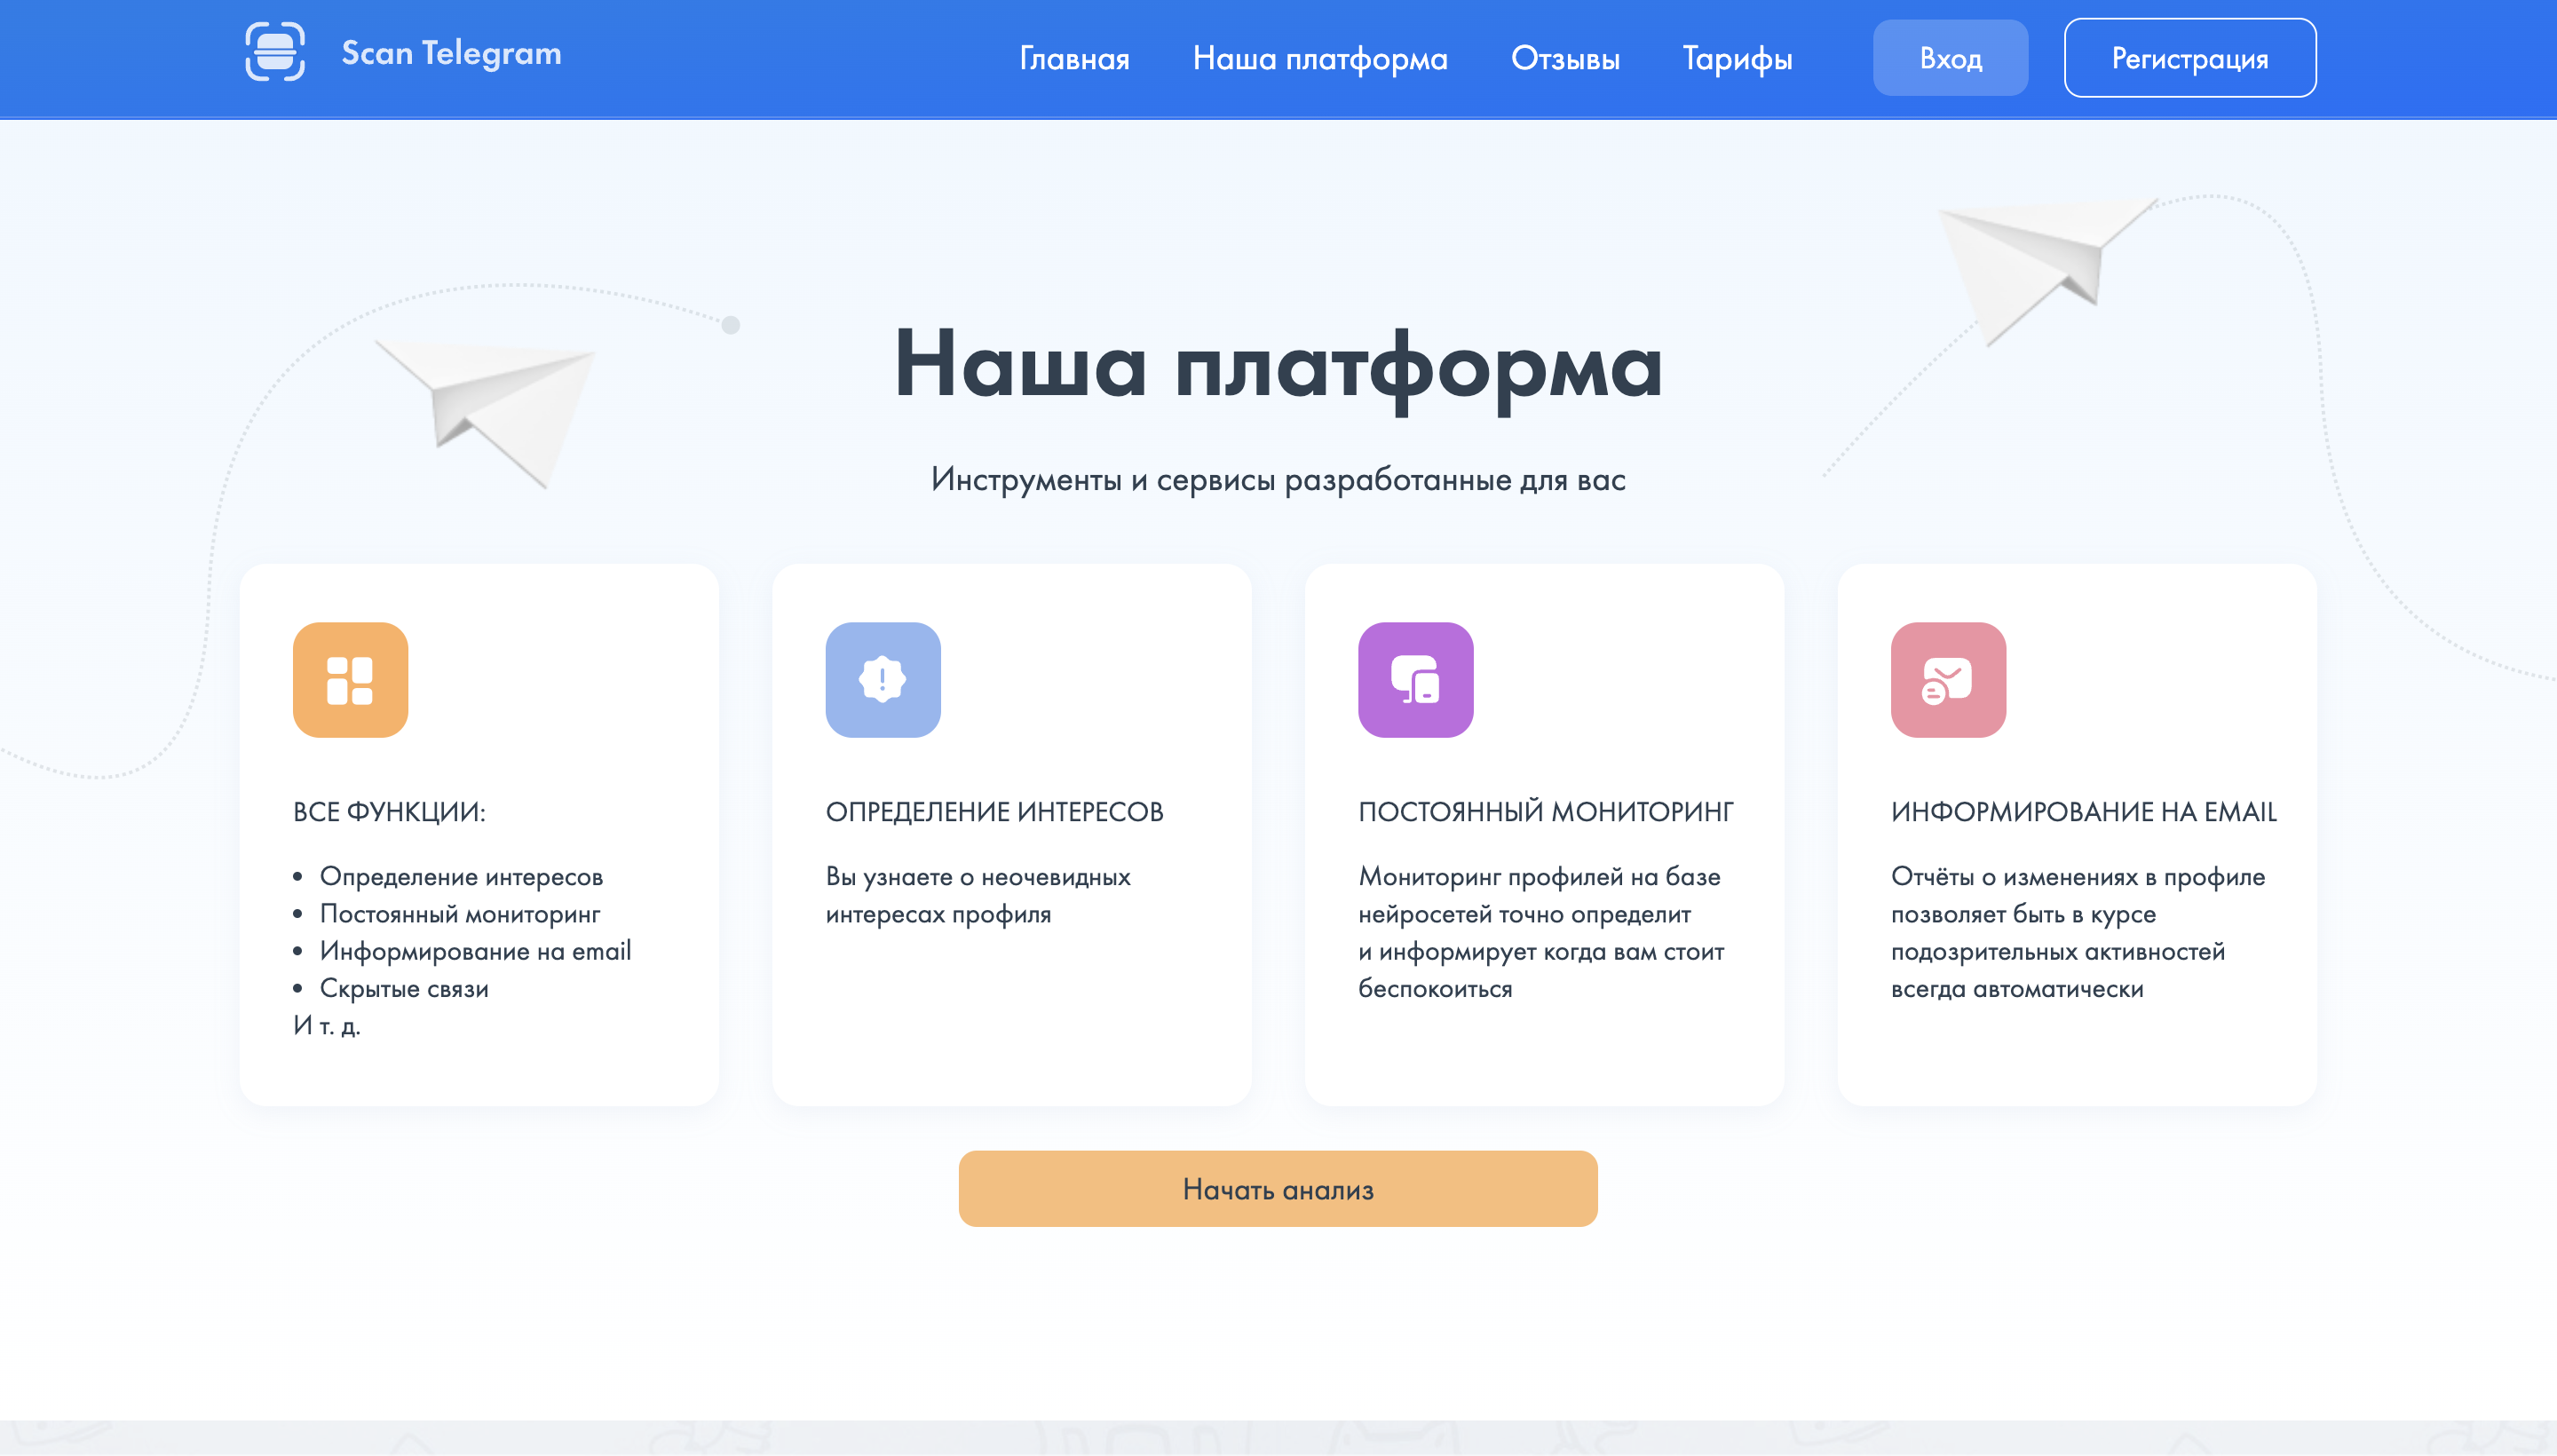 Scan Telegram
Главная
Наша платформа
Отзывы
Тарифы
Вход
Регистрация
Наша платформа
Инструменты и сервисы разработанные для вас
ВСЕ ФУНКЦИИ:
• Определение интересов
• Постоянный мониторинг
• Информирование на email
• Скрытые связи
И т. д.
ОПРЕДЕЛЕНИЕ ИНТЕРЕСОВ
Вы узнаете о неочевидных
интересах профиля
ПОСТОЯННЫЙ МОНИТОРИНГ
Мониторинг профилей на базе
нейросетей точно определит
и информирует когда вам стоит
беспокоиться
ИНФОРМИРОВАНИЕ НА EMAIL
Отчёты о изменениях в профиле
позволяет быть в курсе
подозрительных активностей
всегда автоматически
Начать анализ